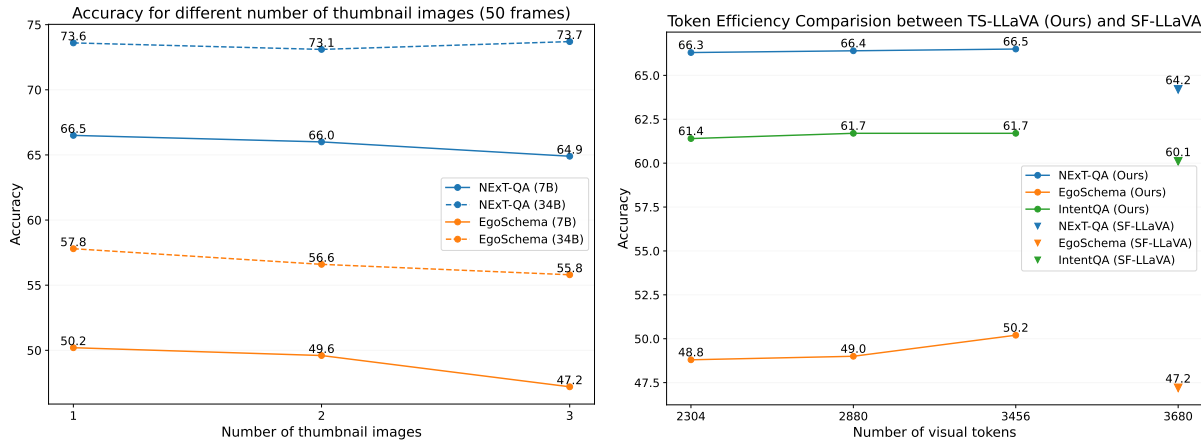 Accuracy for different number of thumbnail images (50 frames)
Accuracy
75
70
65
60
55
50
73.6
73.1
73.7
66.5
66.0
64.9
57.8
56.6
55.8
50.2
49.6
47.2
NExT-QA (7B)
NExT-QA (34B)
EgoSchema (7B)
EgoSchema (34B)
1
2
3
Number of thumbnail images
Token Efficiency Comparision between TS-LLaVA (Ours) and SF-LLaVA
Accuracy
65.0
62.5
60.0
57.5
55.0
52.5
50.0
47.5
66.3
66.4
66.5
64.2
61.4
61.7
61.7
60.1
48.8
49.0
50.2
47.2
NExT-QA (Ours)
EgoSchema (Ours)
IntentQA (Ours)
NExT-QA (SF-LLaVA)
EgoSchema (SF-LLaVA)
IntentQA (SF-LLaVA)
2304
2880
3456
3680
Number of visual tokens